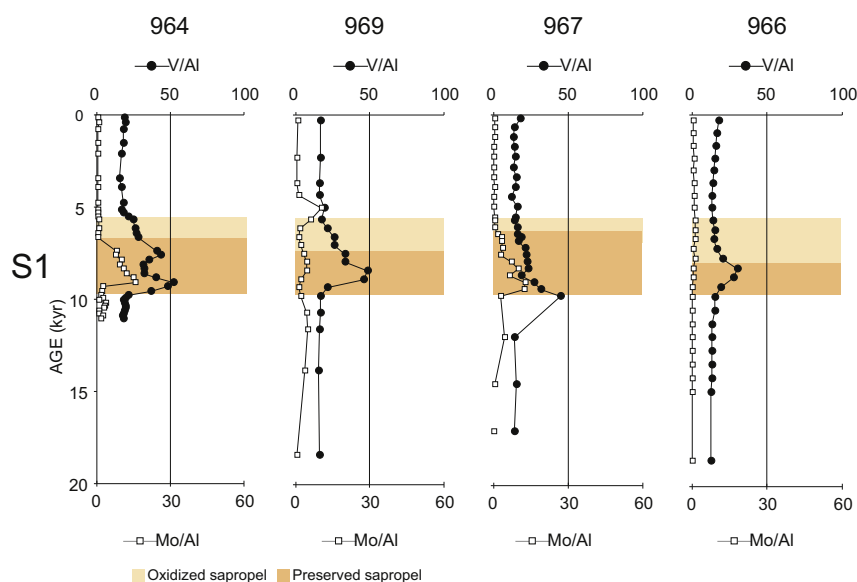 964 969 967 966
V/Al V/Al V/Al V/Al
0 50 100 0 50 100 0 50 100 0 50 100
0
5
S1
10
AGE (kyr)
15
20
0 30 60 0 30 60 0 30 60 0 30 60
Mo/Al Mo/Al Mo/Al Mo/Al
Oxidized sapropel Preserved sapropel